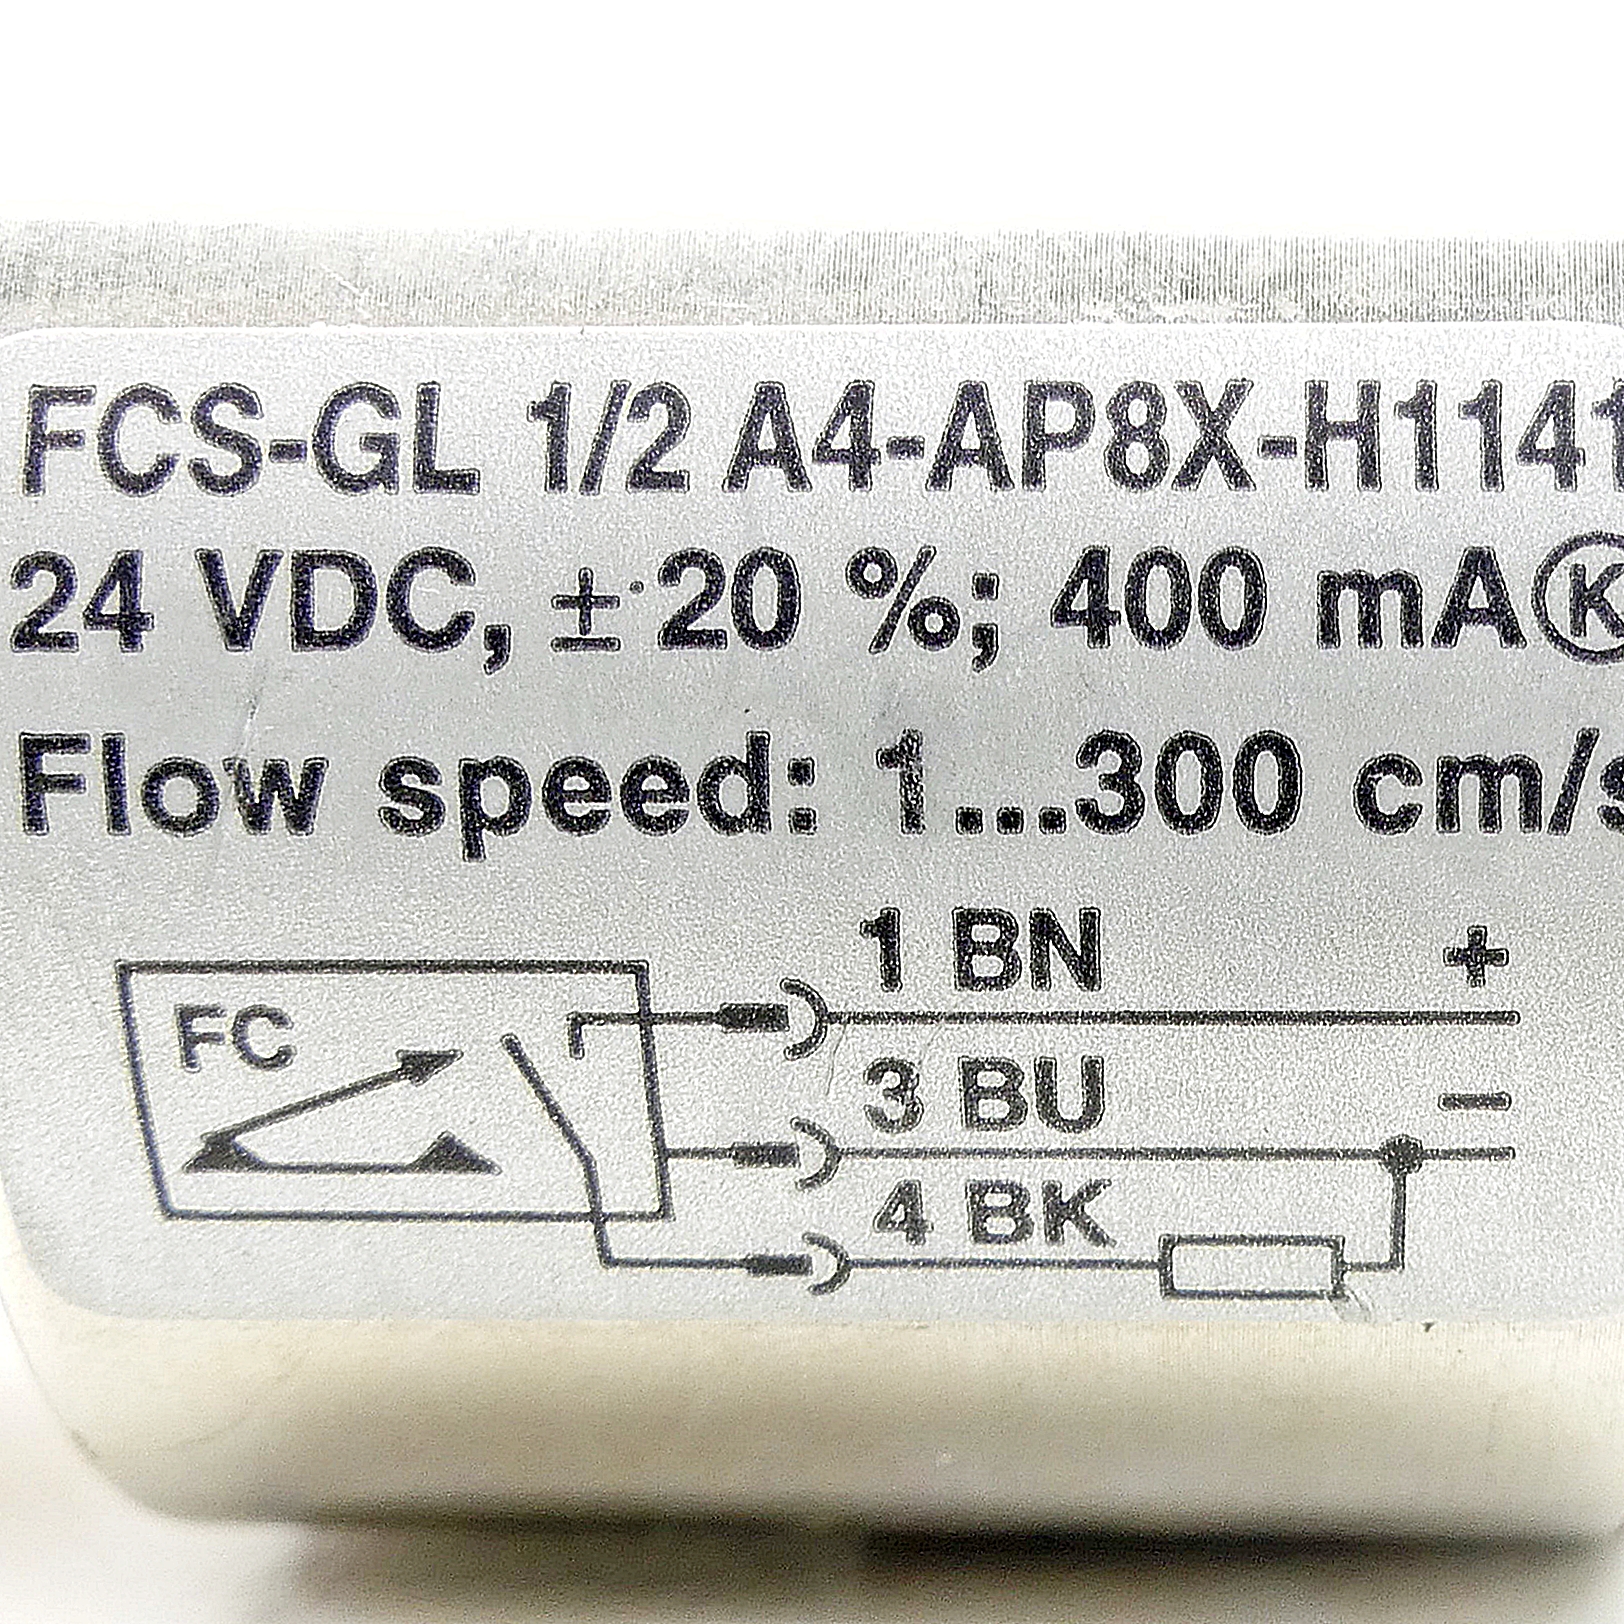 FCS-GL 1/2 A4-AP8X-H1141
24 VDC, ± 20 %; 400 mA Ⓚ
Flow speed: 1...300 cm/s
1 BN +
FC
3 BU −
4 BK